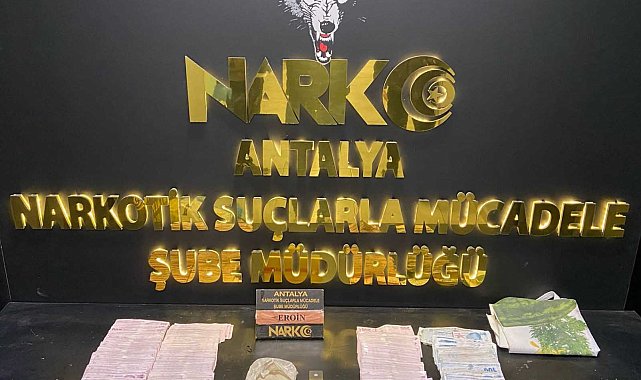 NARKO
ANTALYA
NARKOTİK SUÇLARLA MÜCADELE
ŞUBE MÜDÜRLÜĞÜ
ANTALYA
NARKOTİK SUÇLARLA MÜCADELE
ŞUBE MÜDÜRLÜĞÜ
EROİN
NARKO